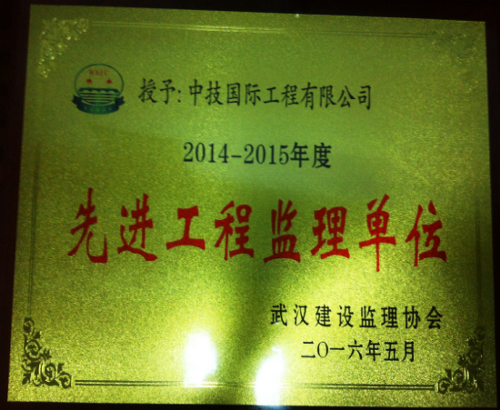 授予:中技国际工程有限公司
2014-2015年度
先进工程监理单位
武汉建设监理协会
二〇一六年五月